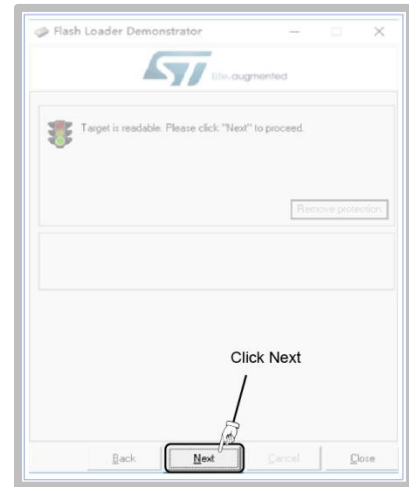 Flash Loader Demonstrator
life.augmented
Target is readable. Please click "Next" to proceed.
Remove protection
Click Next
Back
Next
Cancel
Close